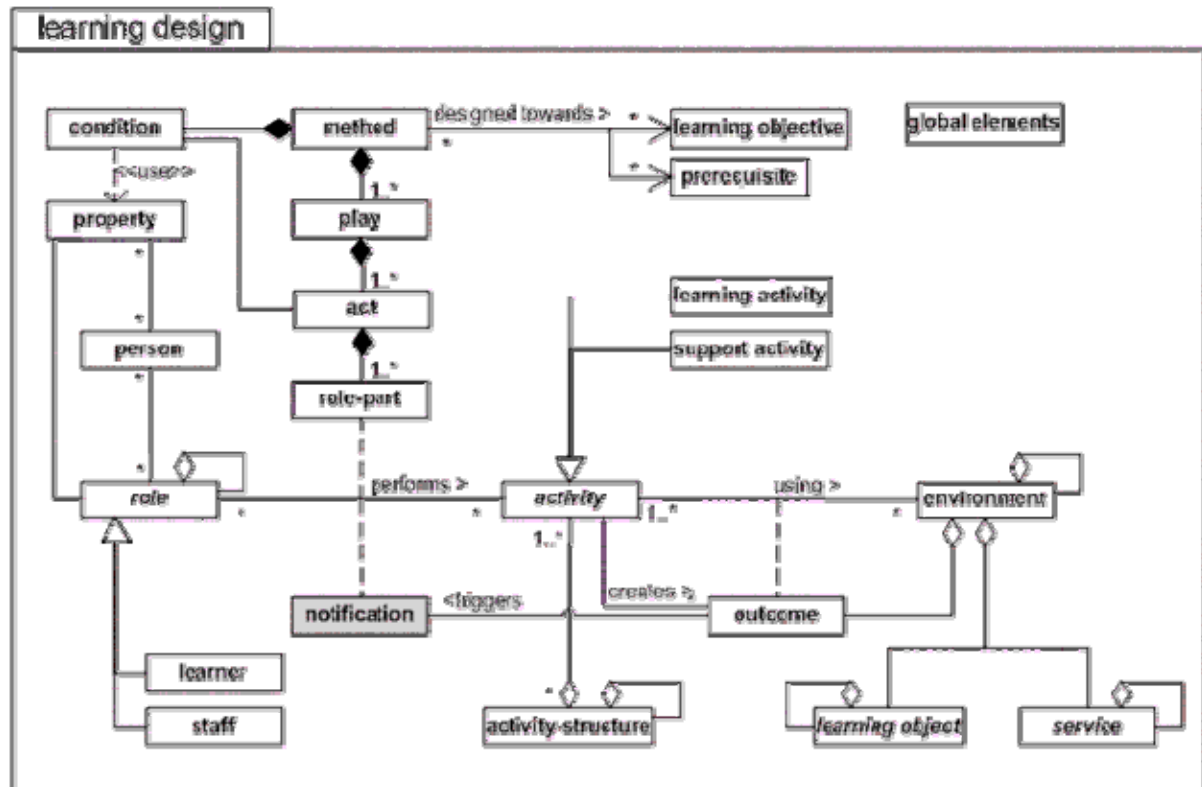 learning design
condition
method
designed towards >
*
*
learning objective
global elements
<<use>>
*
prerequisite
property
1..*
play
*
1..*
act
learning activity
*
person
support activity
*
1..*
role-part
*
role
*
performs >
*
activity
1..*
using >
*
environment
1..*
notification
<triggers
creates >
outcome
learner
staff
*
activity-structure
learning object
service